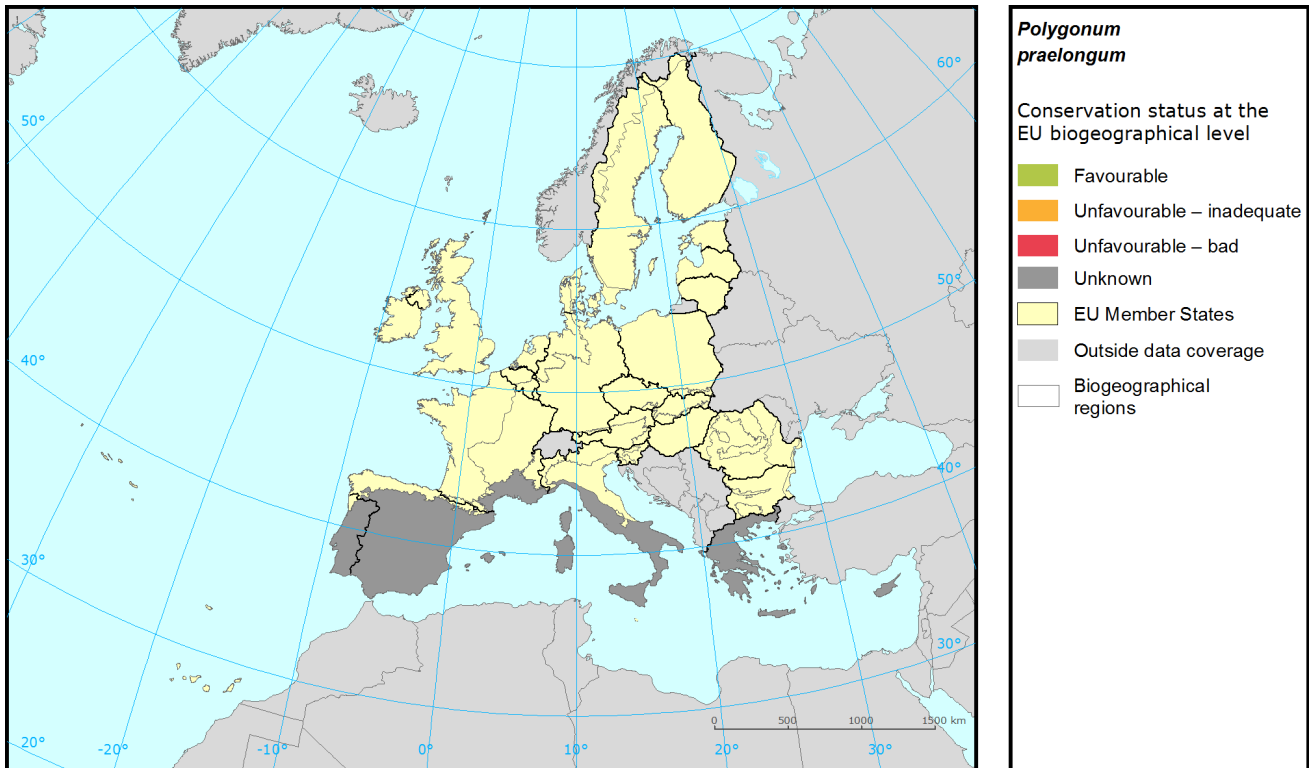 Polygonum
praelongum
Conservation status at the
EU biogeographical level
Favourable
Unfavourable – inadequate
Unfavourable – bad
Unknown
EU Member States
Outside data coverage
Biogeographical
regions
60°
50°
50°
40°
40°
30°
30°
20°
-20°
-10°
0°
10°
20°
30°
0
500
1000
1500 km